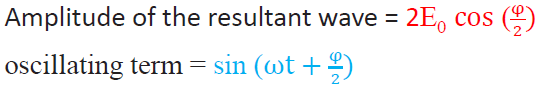 Amplitude of the resultant wave = 2E₀ cos (φ/2)
oscillating term = sin (ωt + φ/2)